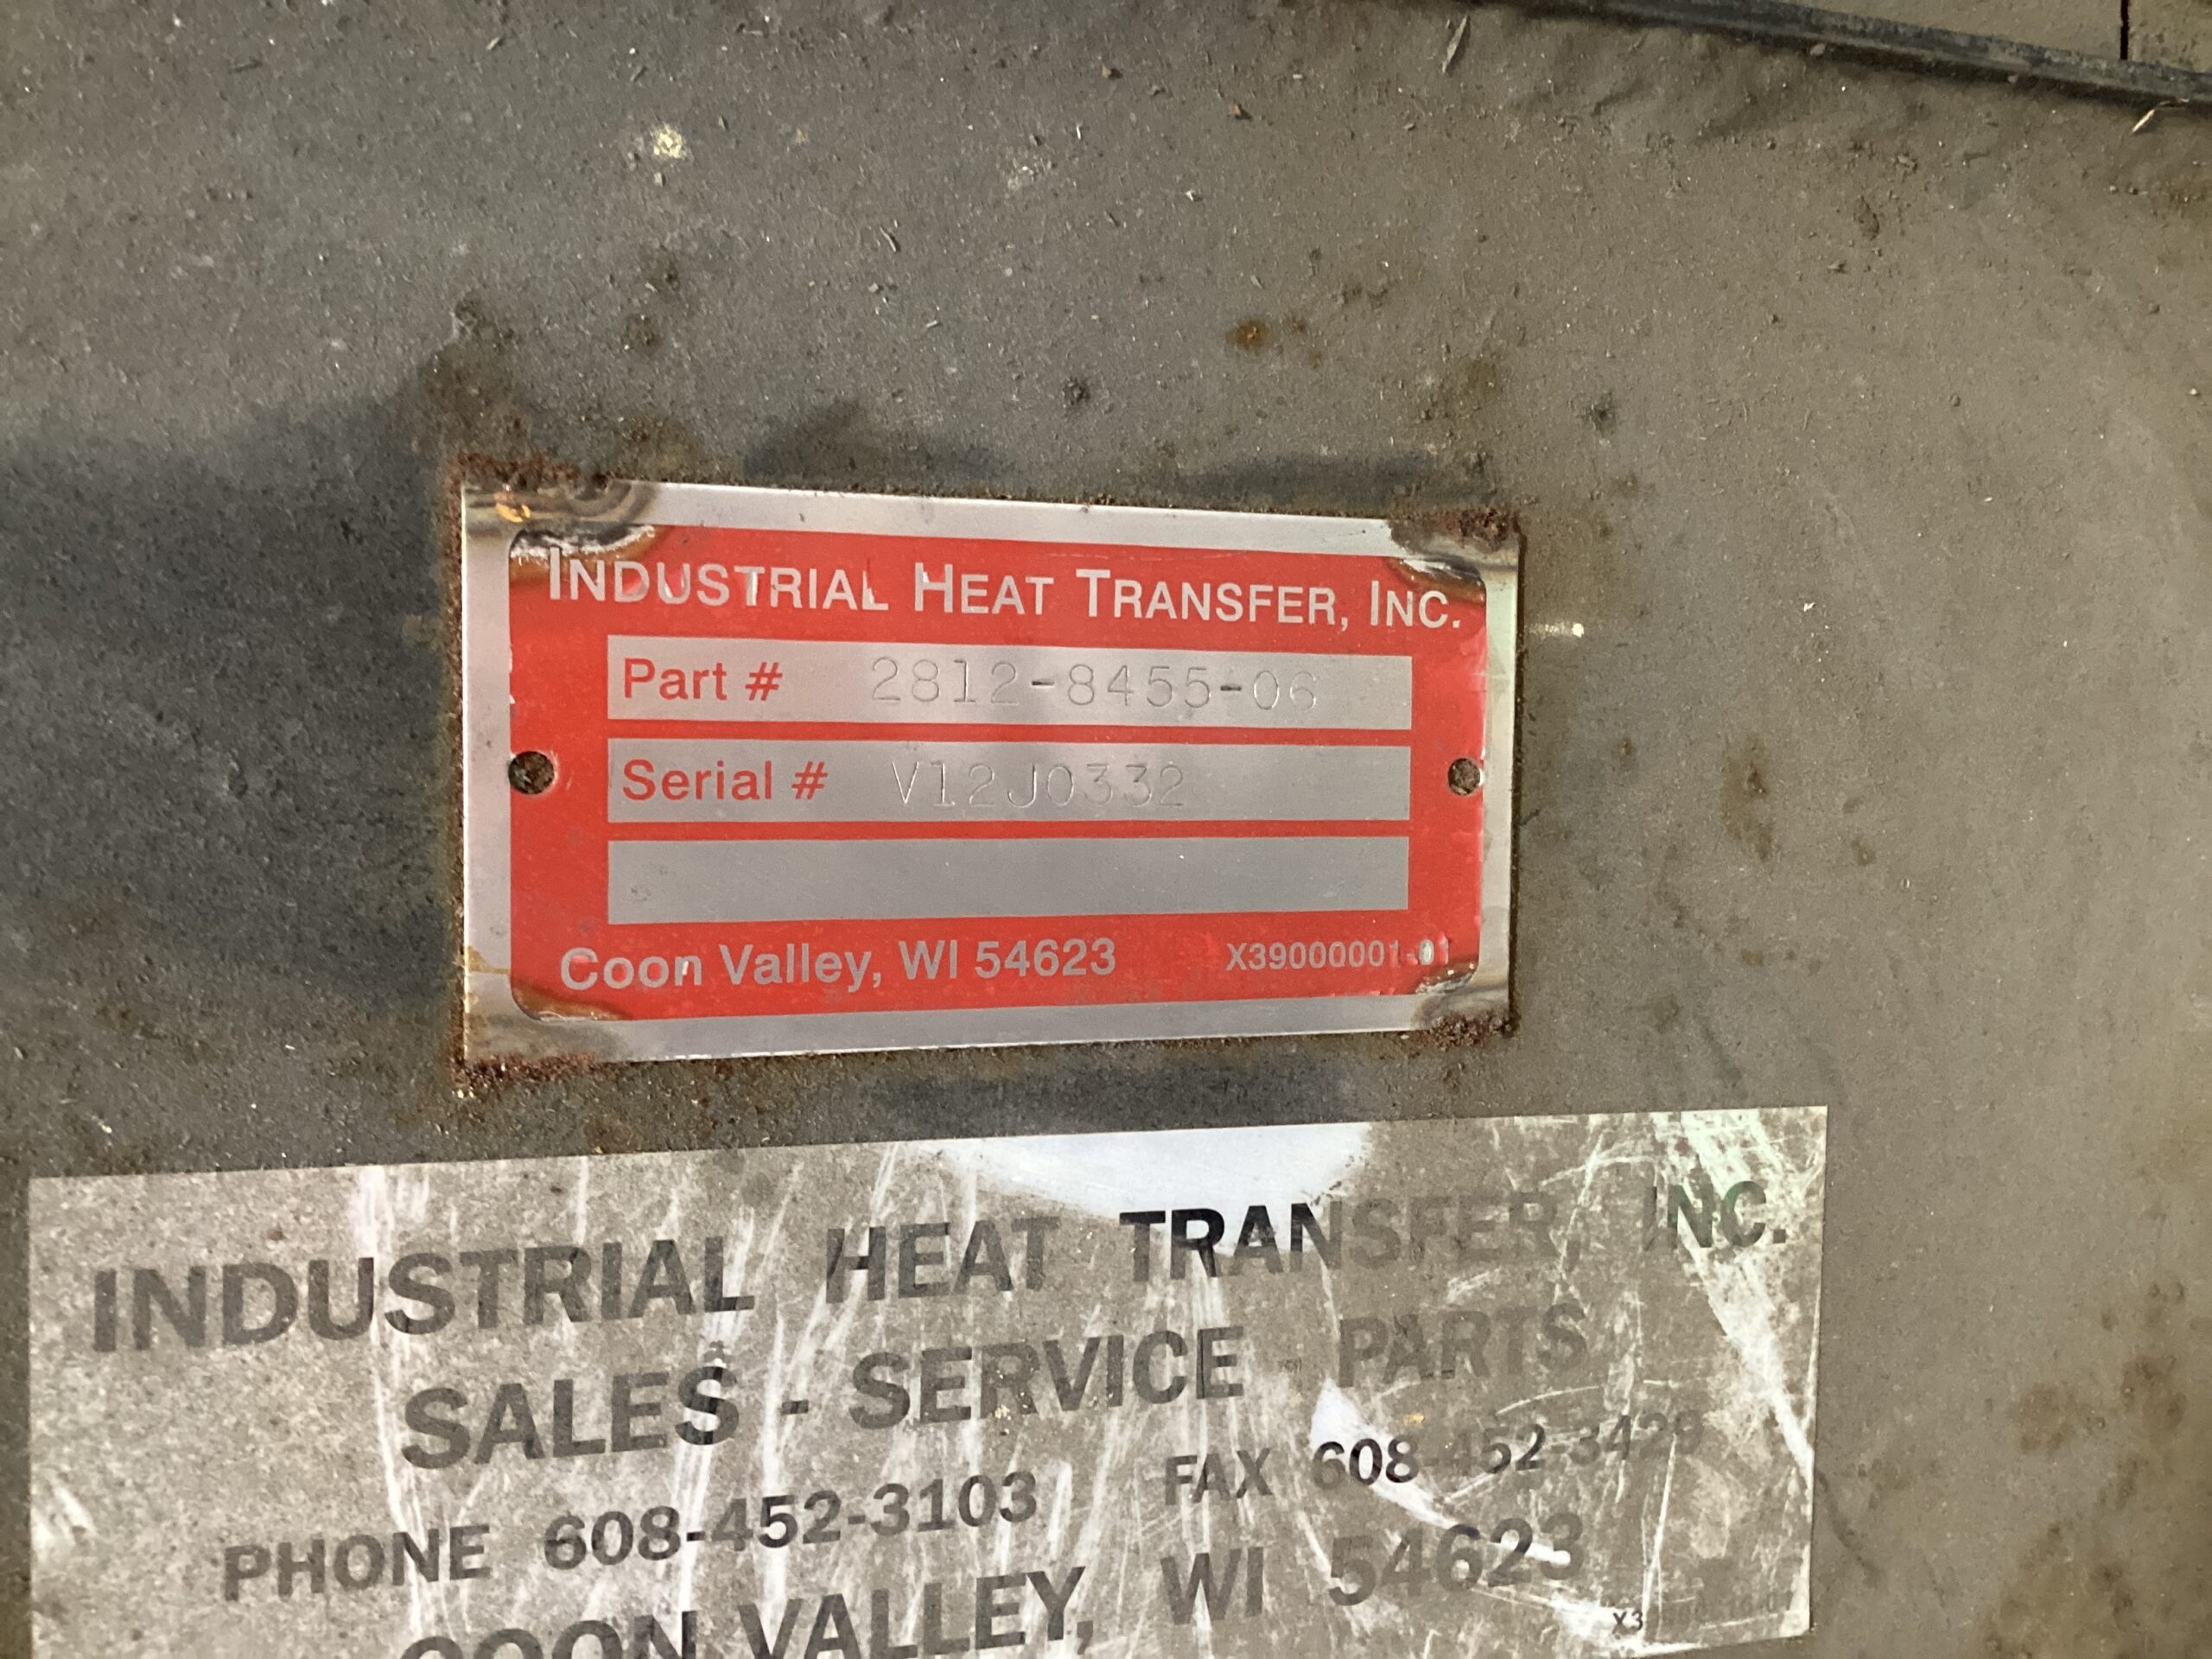 INDUSTRIAL HEAT TRANSFER, INC.
Part # 2812-8455-06
Serial # V12J0332
Coon Valley, WI 54623 X39000001-01
INDUSTRIAL HEAT TRANSFER, INC.
SALES - SERVICE PARTS
PHONE 608-452-3103 FAX 608-452-3429
COON VALLEY, WI 54623